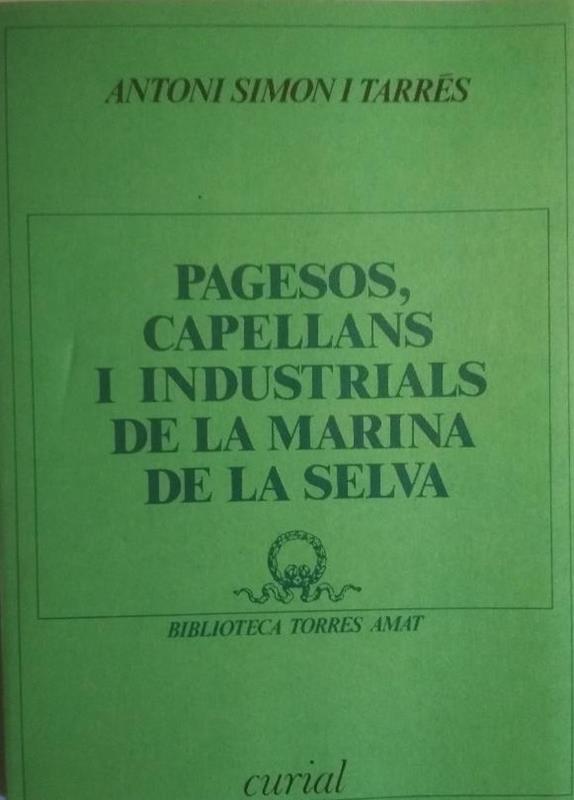 ANTONI SIMON I TARRÉS
PAGESOS,
CAPELLANS
I INDUSTRIALS
DE LA MARINA
DE LA SELVA
BIBLIOTECA TORRES AMAT
curial